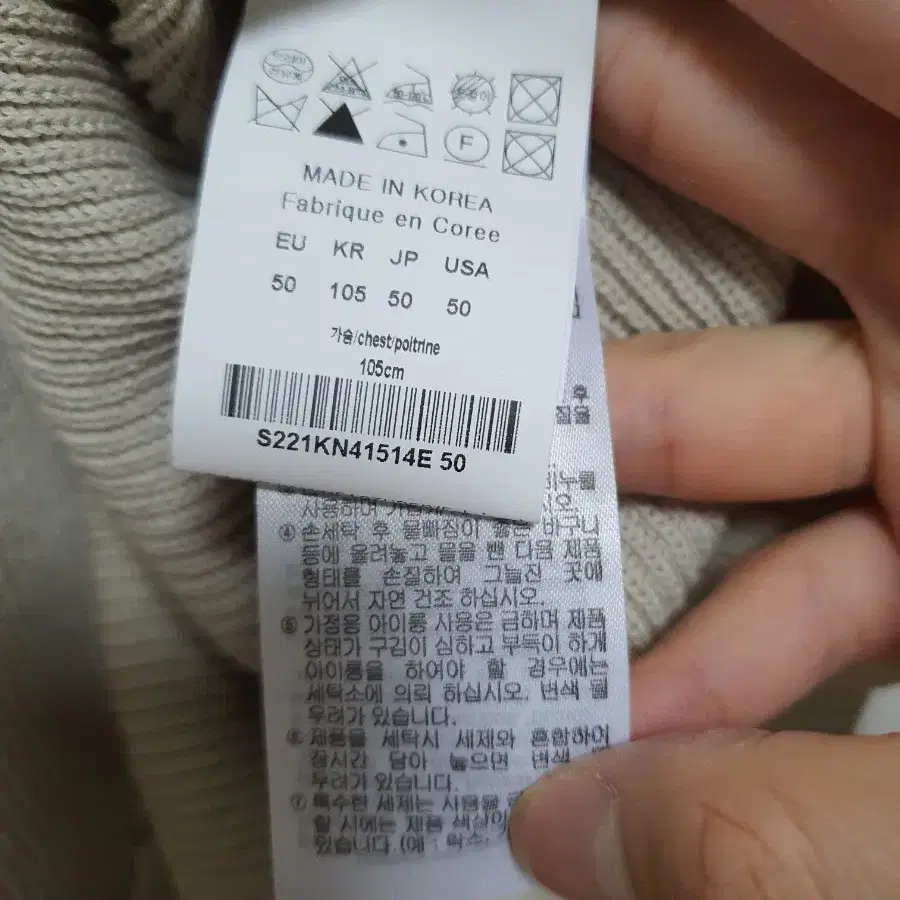 F
MADE IN KOREA
Fabrique en Coree
EU KR JP USA
50 105 50 50
가슴/chest/poltrine
105cm
S221KN41514E 50
사용하여
④ 손세탁 후 물빠짐이 좋은 바구니
등에 올려놓고 물을 뺀 다음 제품
형태를 손질하여 그늘진 곳에
뉘어서 자연 건조 하십시오.
⑤ 가정용 아이롱 사용은 금하며 제품
상태가 구김이 심하고 부득이 하게
아이롱을 하여야 할 경우에는
세탁소에 의뢰 하십시오. 변색 될
우려가 있습니다.
⑥ 제품을 세탁시 세제와 혼합하여
장시간 담아 놓으면 변색
우려가 있습니다.
⑦ 특수한 세제는 사용을
할 시에는 제품 색상이
있습니다.(예 : 락스